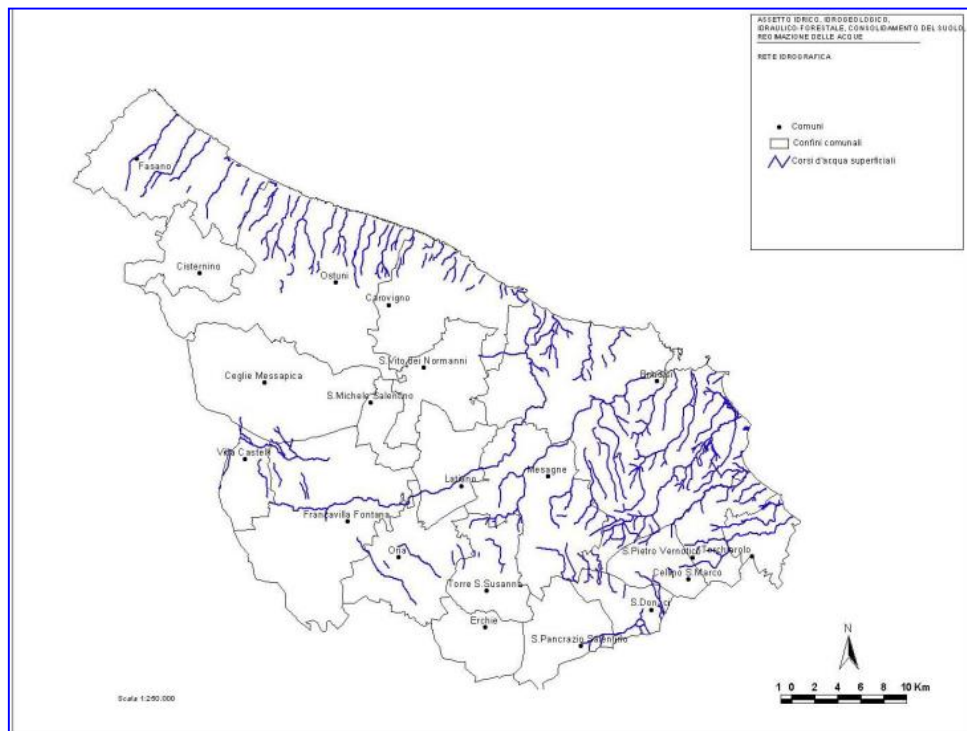 ASSETTO IDRICO, IDROGEOLOGICO,
IDRAULICO-FORESTALE, CONSOLIDAMENTO DEL SUOLO,
REGIMAZIONE DELLE ACQUE
RETE IDROGRAFICA
Comuni
Confini comunali
Corsi d'acqua superficiali
Fasano
Cisternino
Ostuni
Carovigno
S.Vito dei Normanni
Ceglie Messapica
S.Michele Salentino
Brindisi
Villa Castelli
Latiano
Mesagne
Francavilla Fontana
Oria
S.Pietro Vernotico
Torchiarolo
Cellino S.Marco
Torre S.Susanna
S.Donaci
Erchie
S.Pancrazio Salentino
N
1 0 2 4 6 8 10 Km
Scala 1:250.000